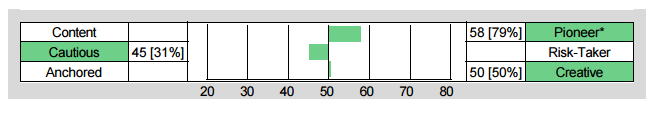 Content 58 [79%] Pioneer*
Cautious 45 [31%] Risk-Taker
Anchored 50 [50%] Creative
20 30 40 50 60 70 80